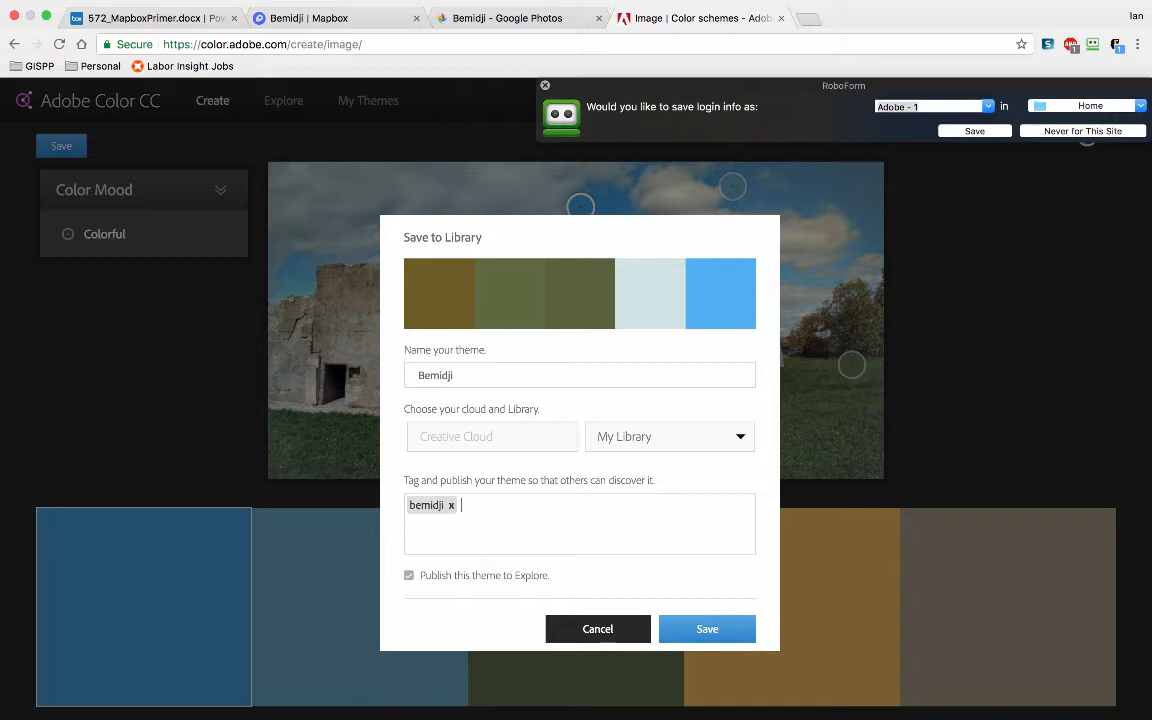 572_MapboxPrimer.docx | Pow
Bemidji | Mapbox
Bemidji - Google Photos
Image | Color schemes - Adob
Ian
Secure
https://color.adobe.com/create/image/
GISPP
Personal
Labor Insight Jobs
Adobe Color CC
Create
Explore
My Themes
RoboForm
Would you like to save login info as:
Adobe - 1
in
Home
Save
Never for This Site
Save
Color Mood
Colorful
Save to Library
Name your theme.
Bemidji
Choose your cloud and Library.
Creative Cloud
My Library
Tag and publish your theme so that others can discover it.
bemidji x
Publish this theme to Explore.
Cancel
Save